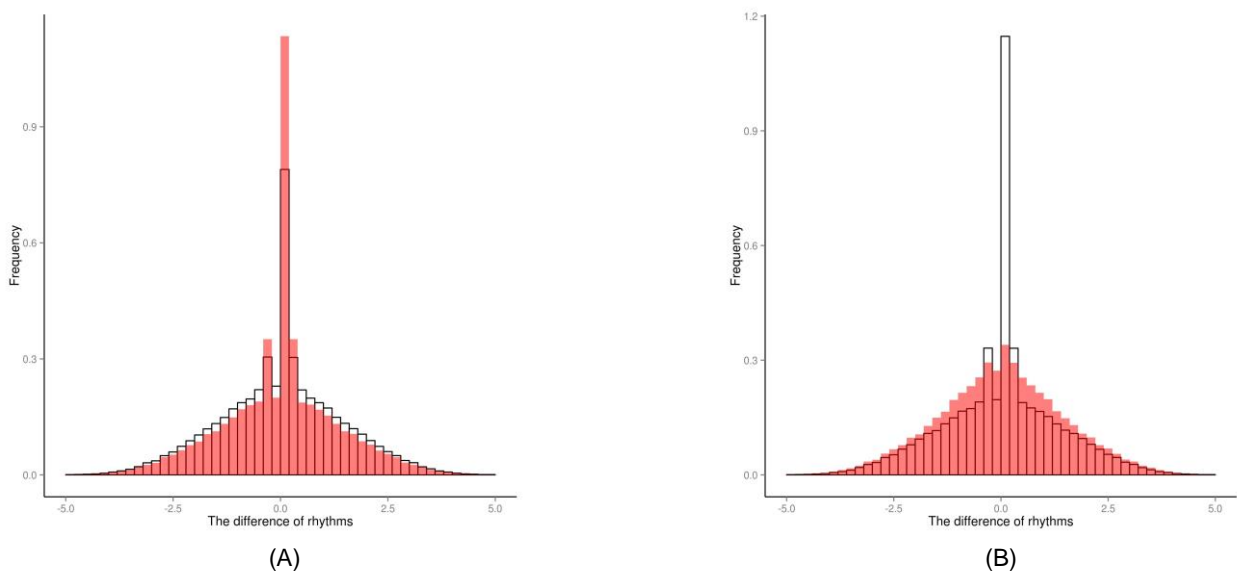 1.2
0.9
0.9
Frequency
0.6
Frequency
0.6
0.3
0.3
0.0
0.0
-5.0 -2.5 0.0 2.5 5.0
-5.0 -2.5 0.0 2.5 5.0
The difference of rhythms
The difference of rhythms
(A)
(B)